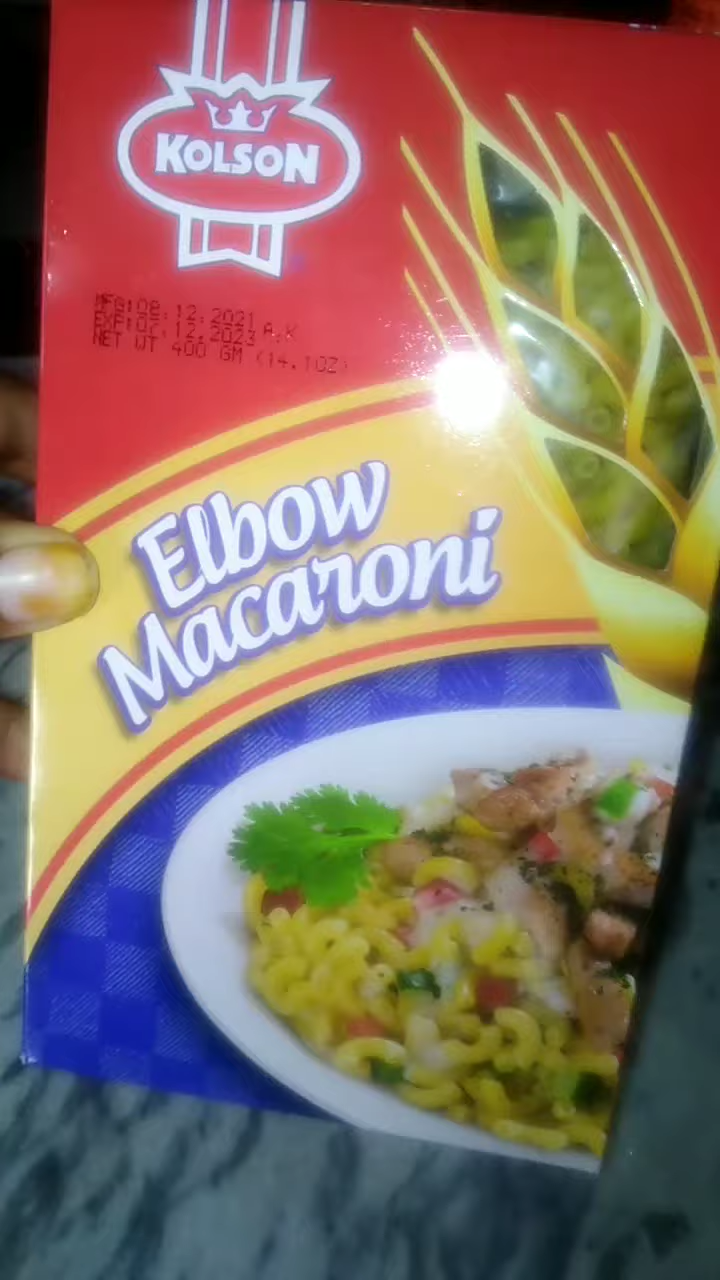 KOLSON
MFG:08.12.2021
EXP:07.12.2023 A.K
NET WT 400 GM (14.1OZ)
Elbow
Macaroni